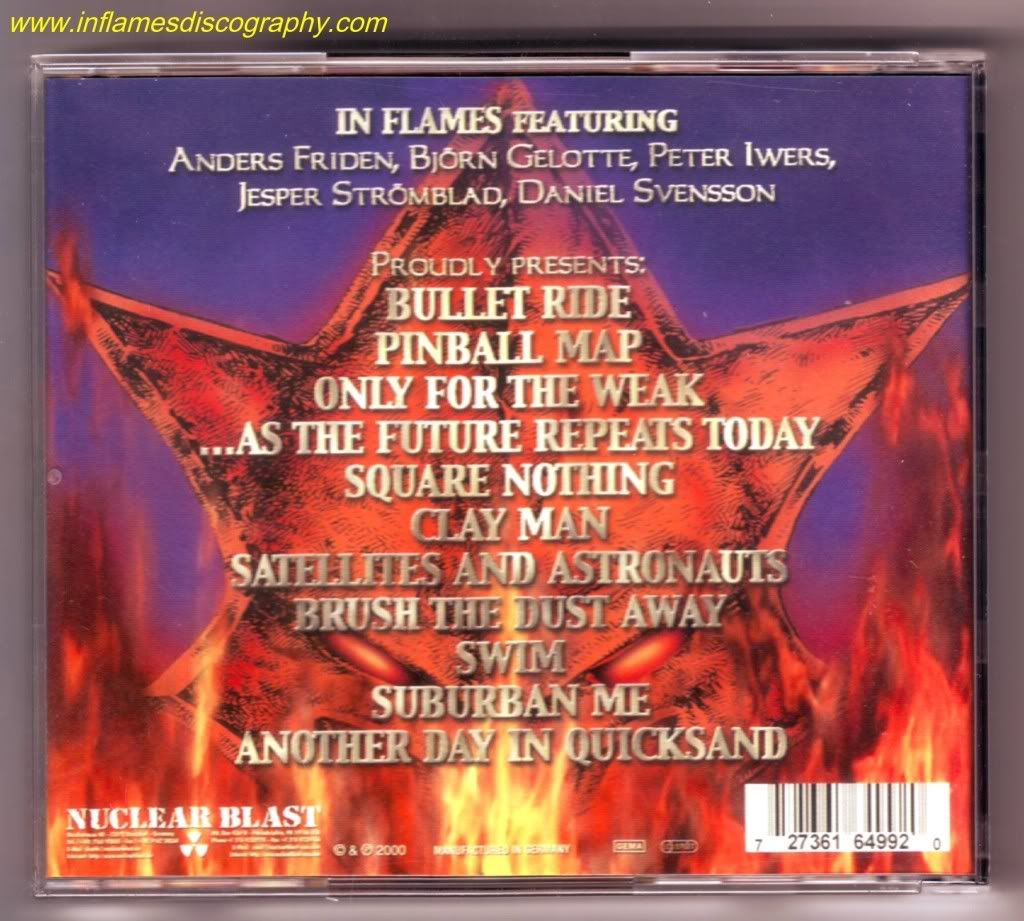 www.inflamesdiscography.com
IN FLAMES FEATURING
ANDERS FRIDEN, BJÖRN GELOTTE, PETER IWERS,
JESPER STRÖMBLAD, DANIEL SVENSSON
PROUDLY PRESENTS:
BULLET RIDE
PINBALL MAP
ONLY FOR THE WEAK
...AS THE FUTURE REPEATS TODAY
SQUARE NOTHING
CLAY MAN
SATELLITES AND ASTRONAUTS
BRUSH THE DUST AWAY
SWIM
SUBURBAN ME
ANOTHER DAY IN QUICKSAND
NUCLEAR BLAST
© & ℗ 2000 MANUFACTURED IN GERMANY GEMA
7 27361 64992 0